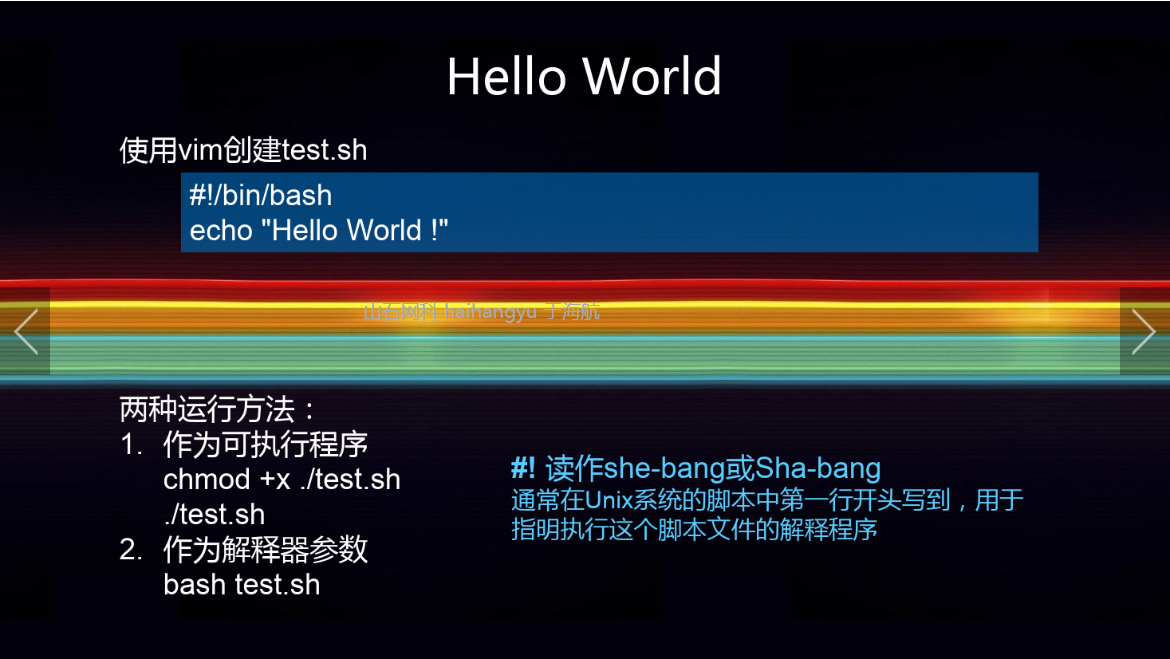 Hello World
使用vim创建test.sh
#!/bin/bash
echo "Hello World !"
山石网科 haihangyu 于海航
两种运行方法：
1. 作为可执行程序
chmod +x ./test.sh
./test.sh
2. 作为解释器参数
bash test.sh
#! 读作she-bang或Sha-bang
通常在Unix系统的脚本中第一行开头写到，用于
指明执行这个脚本文件的解释程序